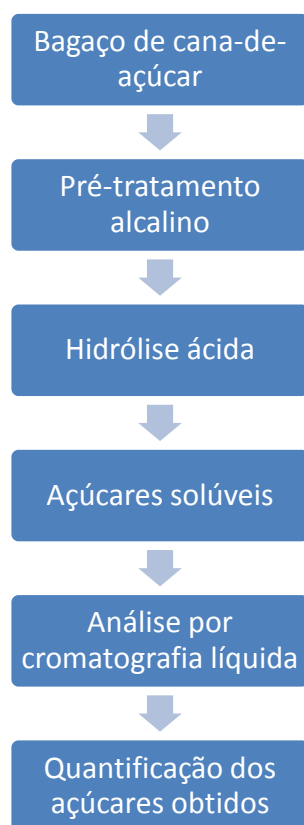 Bagaço de cana-de-
açúcar
Pré-tratamento
alcalino
Hidrólise ácida
Açúcares solúveis
Análise por
cromatografia líquida
Quantificação dos
açúcares obtidos